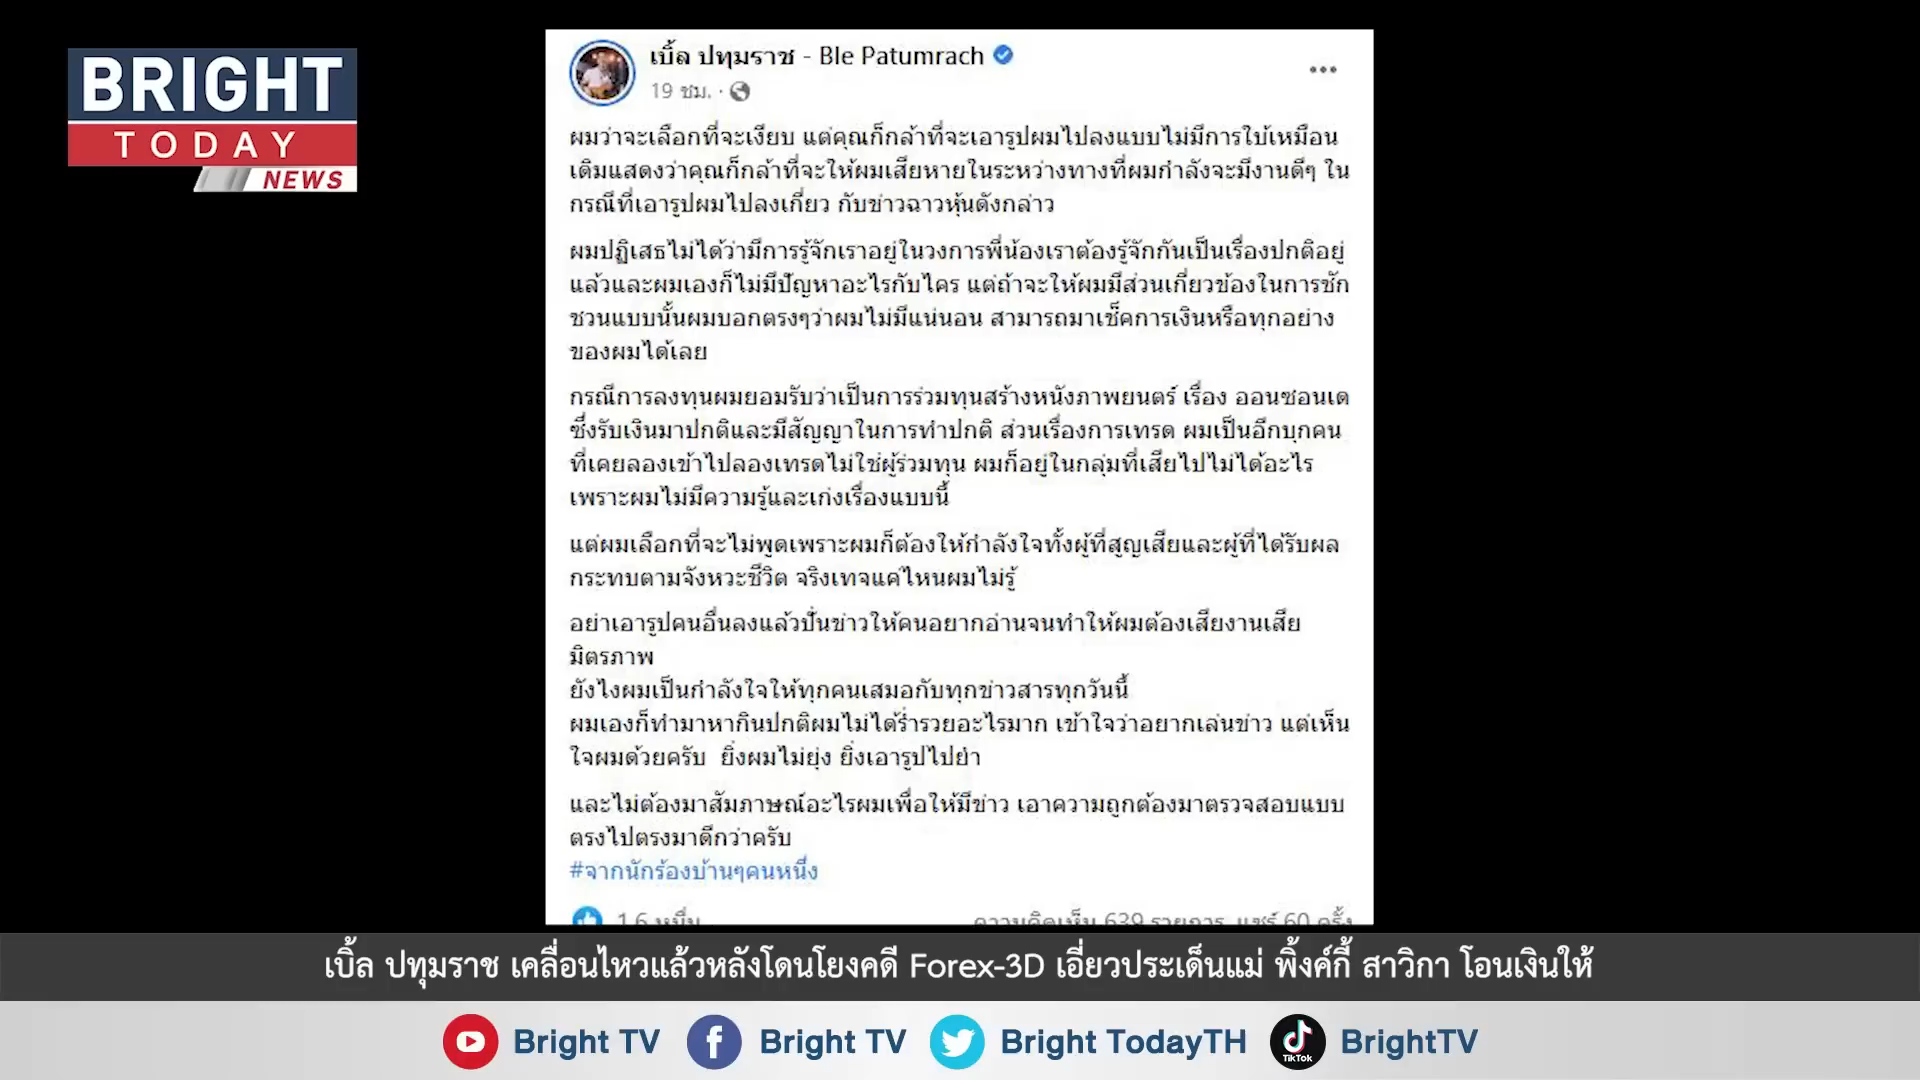 BRIGHT
TODAY
NEWS
เบิ้ล ปทุมราช - Ble Patumrach
19 ชม. ·
ผมว่าจะเลือกที่จะเงียบ แต่คุณก็กล้าที่จะเอารูปผมไปลงแบบไม่มีการใบ้เหมือน
เดิมแสดงว่าคุณก็กล้าที่จะให้ผมเสียหายในระหว่างทางที่ผมกำลังจะมีงานดีๆ ใน
กรณีที่เอารูปผมไปลงเกี่ยว กับข่าวฉาวหุ้นดังกล่าว
ผมปฏิเสธไม่ได้ว่ามีการรู้จักเราอยู่ในวงการพี่น้องเราต้องรู้จักกันเป็นเรื่องปกติอยู่
แล้วและผมเองก็ไม่มีปัญหาอะไรกับไคร แต่ถ้าจะให้ผมมีส่วนเกี่ยวข้องในการชัก
ชวนแบบนั้นผมบอกตรงๆว่าผมไม่มีแน่นอน สามารถมาเช็คการเงินหรือทุกอย่าง
ของผมได้เลย
กรณีการลงทุนผมยอมรับว่าเป็นการร่วมทุนสร้างหนังภาพยนตร์ เรื่อง ออนซอนเด
ซึ่งรับเงินมาปกติและมีสัญญาในการทำปกติ ส่วนเรื่องการเทรด ผมเป็นอีกบุกคน
ที่เคยลองเข้าไปลองเทรดไม่ใช่ผู้ร่วมทุน ผมก็อยู่ในกลุ่มที่เสียไปไม่ได้อะไร
เพราะผมไม่มีความรู้และเก่งเรื่องแบบนี้
แต่ผมเลือกที่จะไม่พูดเพราะผมก็ต้องให้กำลังใจทั้งผู้ที่สูญเสียและผู้ที่ได้รับผล
กระทบตามจังหวะชีวิต จริงเทจแค่ไหนผมไม่รู้
อย่าเอารูปคนอื่นลงแล้วปั่นข่าวให้คนอยากอ่านจนทำให้ผมต้องเสียงานเสีย
มิตรภาพ
ยังไงผมเป็นกำลังใจให้ทุกคนเสมอกับทุกข่าวสารทุกวันนี้
ผมเองก็ทำมาหากินปกติผมไม่ได้ร่ำรวยอะไรมาก เข้าใจว่าอยากเล่นข่าว แต่เห็น
ใจผมด้วยครับ ยิ่งผมไม่ยุ่ง ยิ่งเอารูปไปย่ำ
และไม่ต้องมาสัมภาษณ์อะไรผมเพื่อให้มีข่าว เอาความถูกต้องมาตรวจสอบแบบ
ตรงไปตรงมาดีกว่าครับ
#จากนักร้องบ้านๆคนหนึ่ง
1.6 หมื่น ความคิดเห็น 639 รายการ แชร์ 60 ครั้ง
เบิ้ล ปทุมราช เคลื่อนไหวแล้วหลังโดนโยงคดี Forex-3D เอี่ยวประเด็นแม่ พิ้งค์กี้ สาวิกา โอนเงินให้
Bright TV Bright TV Bright TodayTH TikTok BrightTV